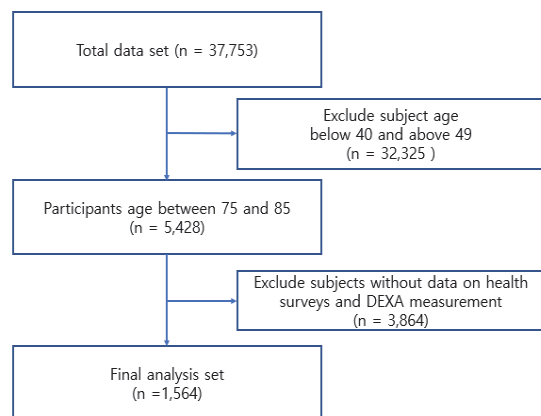 Total data set (n = 37,753)
Exclude subject age
below 40 and above 49
(n = 32,325 )
Participants age between 75 and 85
(n = 5,428)
Exclude subjects without data on health
surveys and DEXA measurement
(n = 3,864)
Final analysis set
(n =1,564)